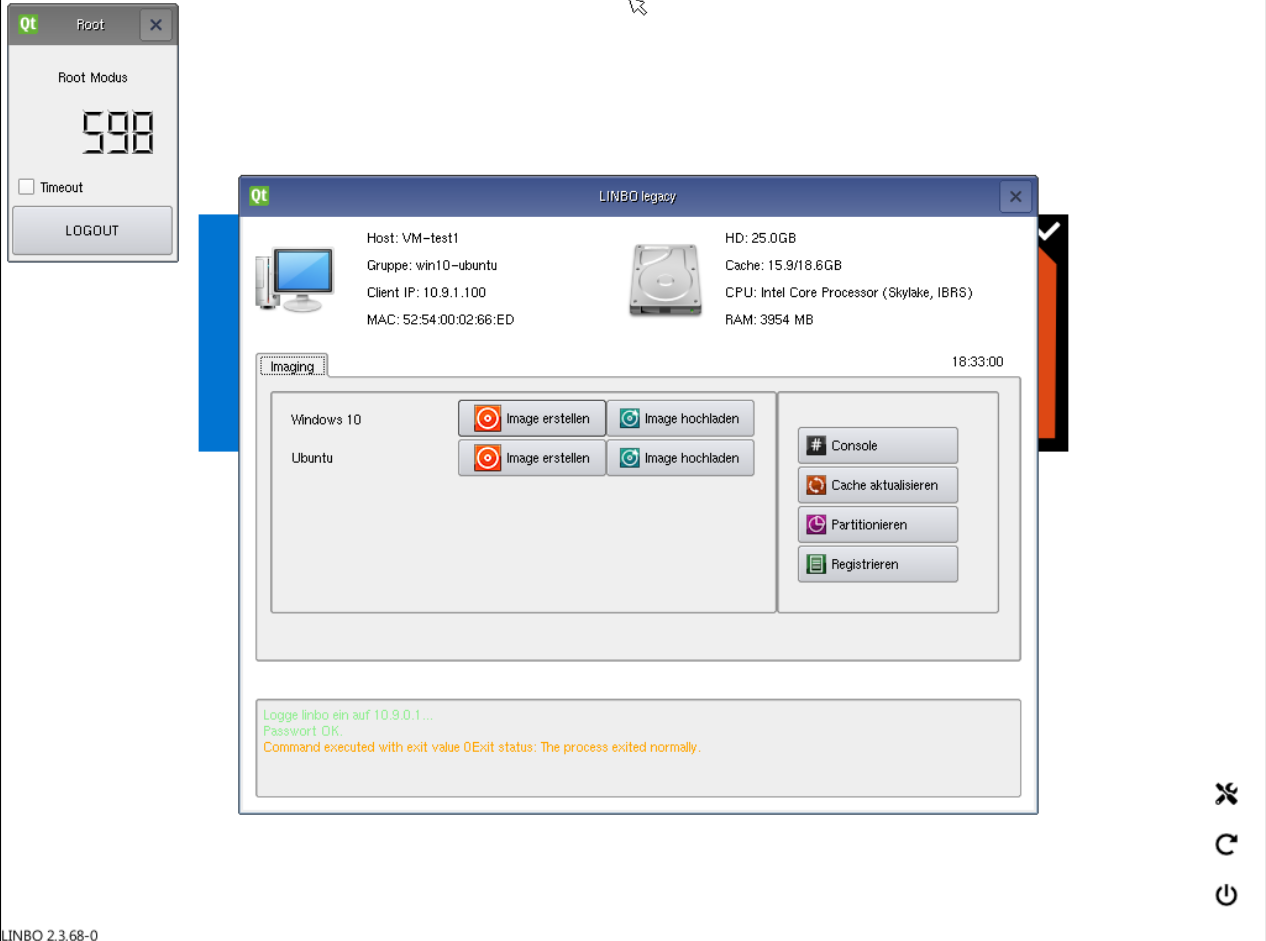 Qt Root
Root Modus
598
Timeout
LOGOUT
Qt LINBO legacy
Host: VM-test1
Gruppe: win10-ubuntu
Client IP: 10.9.1.100
MAC: 52:54:00:02:66:ED
HD: 25.0GB
Cache: 15.9/18.6GB
CPU: Intel Core Processor (Skylake, IBRS)
RAM: 3954 MB
Imaging
18:33:00
Windows 10 Image erstellen Image hochladen
Ubuntu Image erstellen Image hochladen
# Console
Cache aktualisieren
Partitionieren
Registrieren
Logge linbo ein auf 10.9.0.1...
Passwort OK.
Command executed with exit value 0Exit status: The process exited normally.
LINBO 2.3.68-0